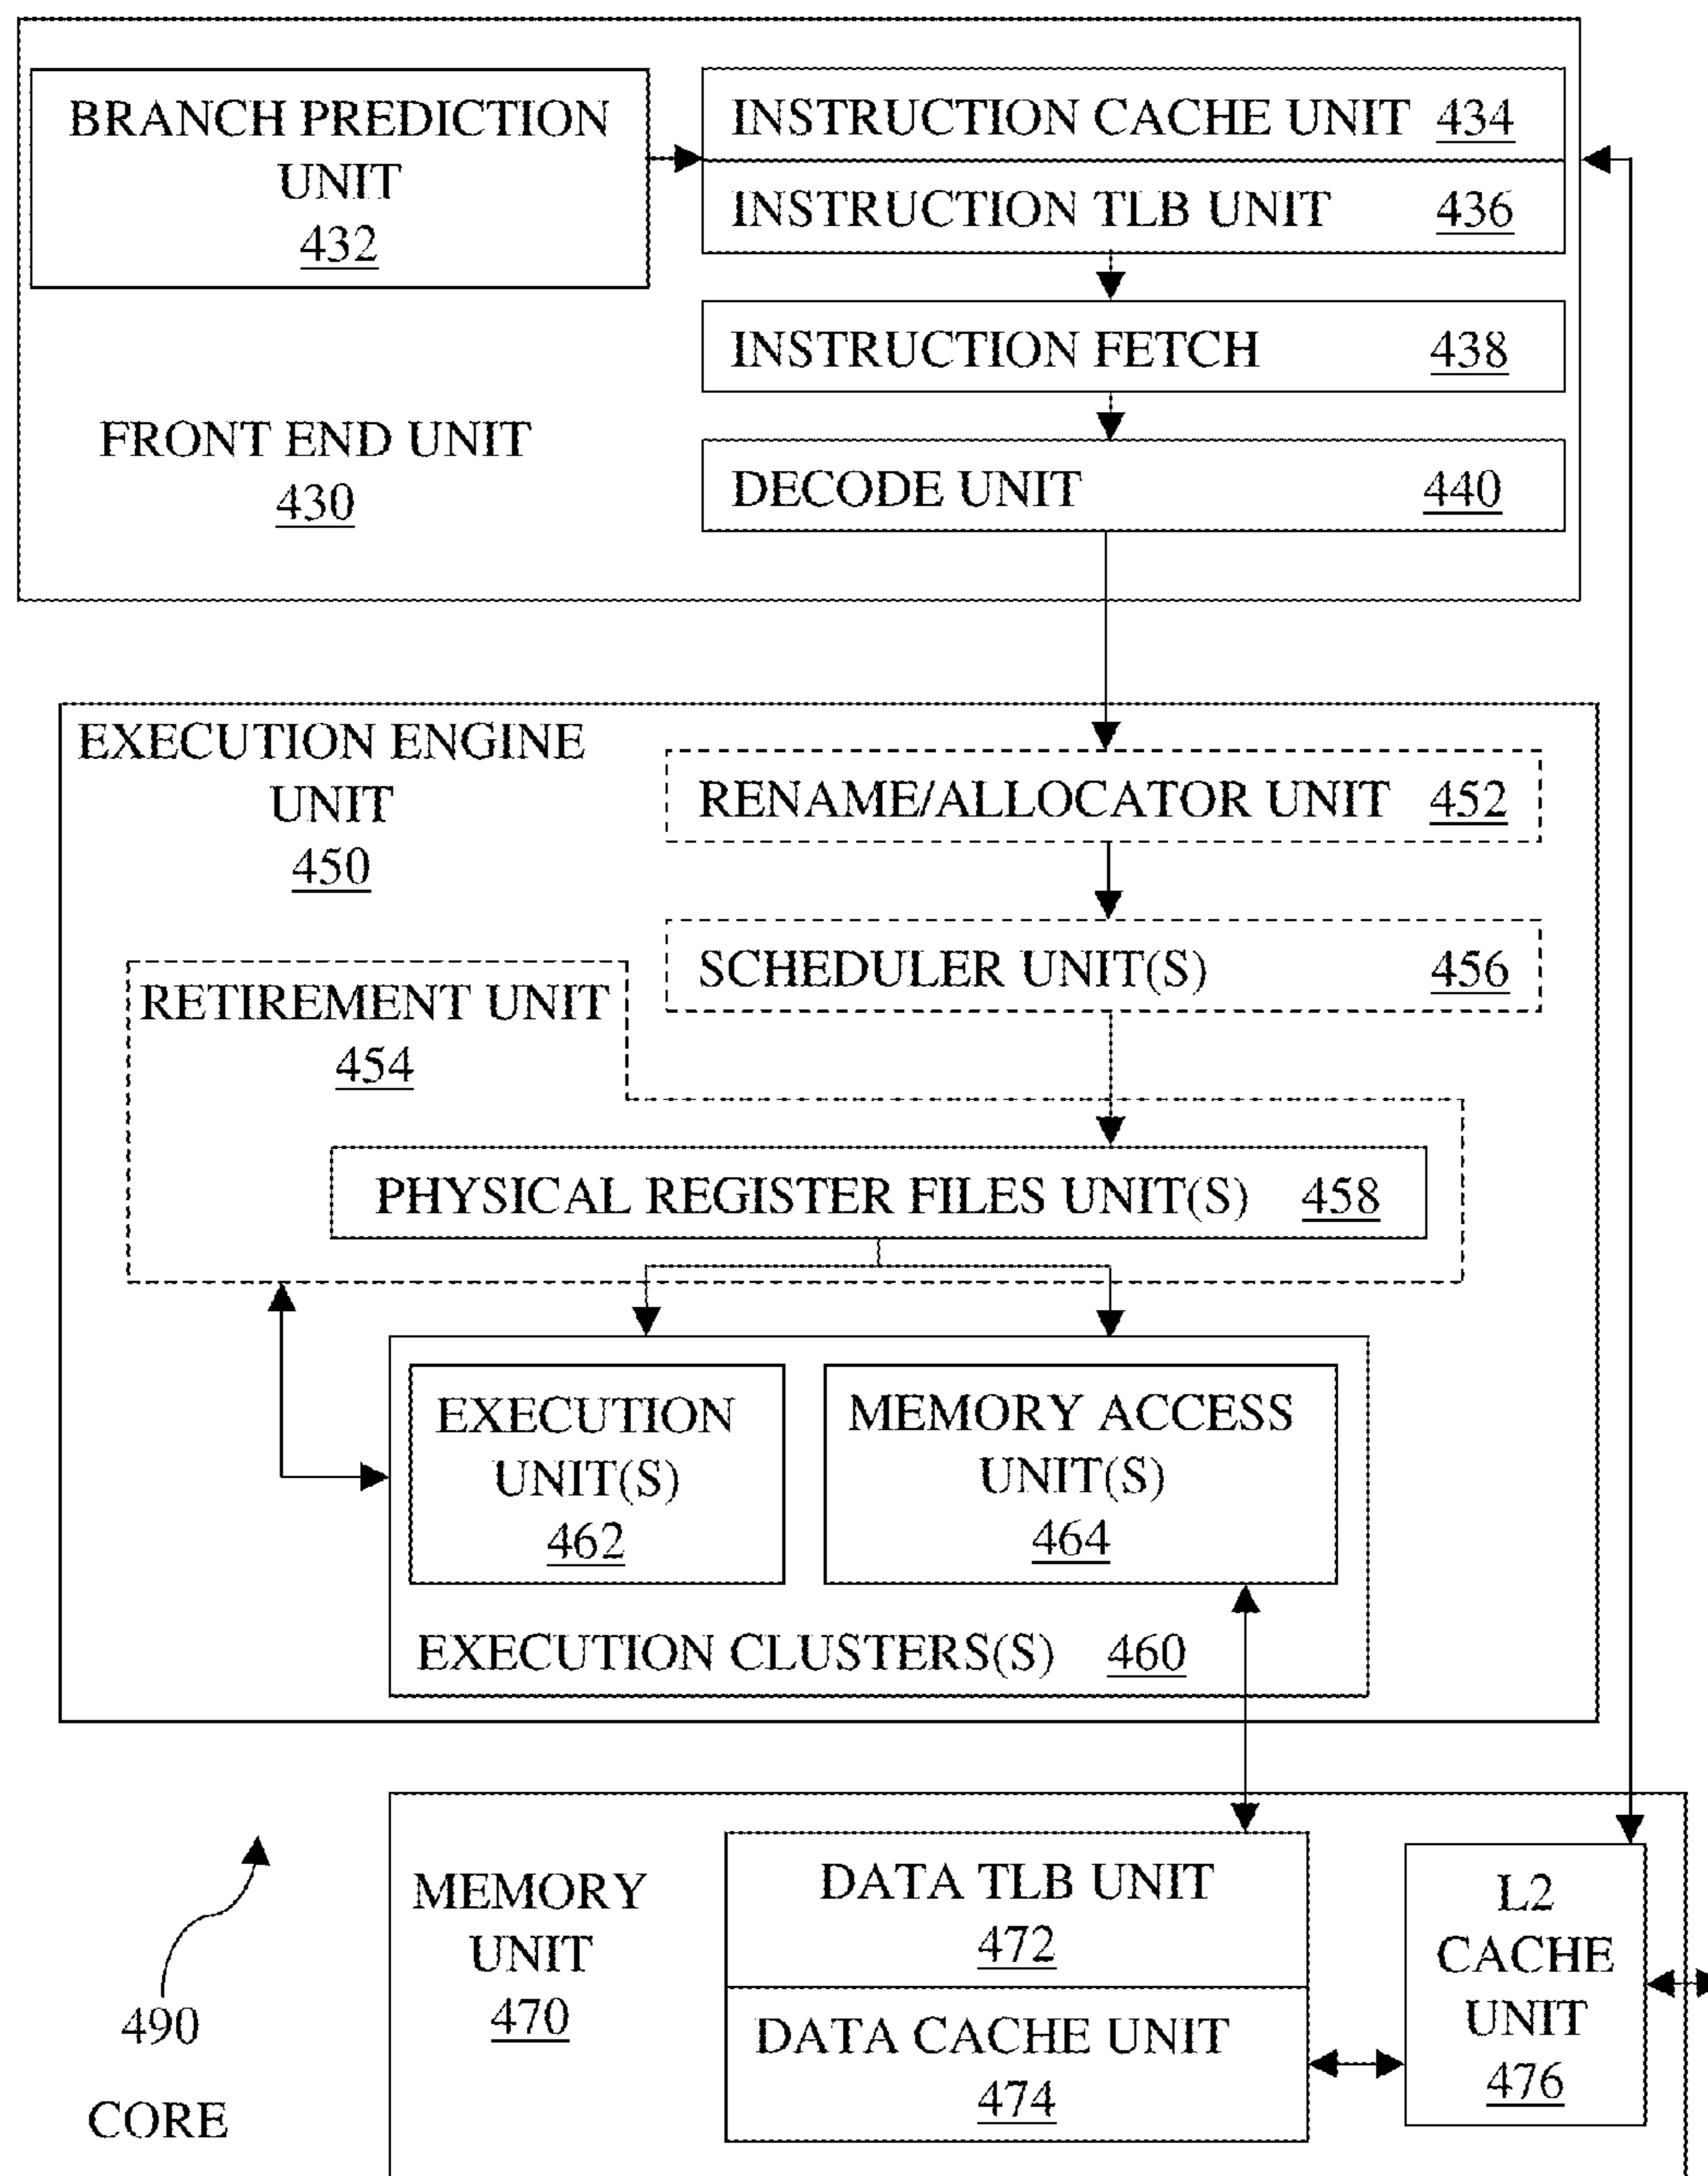 BRANCH PREDICTION
UNIT
432
INSTRUCTION CACHE UNIT 434
INSTRUCTION TLB UNIT 436
INSTRUCTION FETCH 438
FRONT END UNIT
430
DECODE UNIT 440
EXECUTION ENGINE
UNIT
450
RENAME/ALLOCATOR UNIT 452
SCHEDULER UNIT(S) 456
RETIREMENT UNIT
454
PHYSICAL REGISTER FILES UNIT(S) 458
EXECUTION
UNIT(S)
462
MEMORY ACCESS
UNIT(S)
464
EXECUTION CLUSTERS(S) 460
MEMORY
UNIT
470
DATA TLB UNIT
472
DATA CACHE UNIT
474
L2
CACHE
UNIT
476
490
CORE